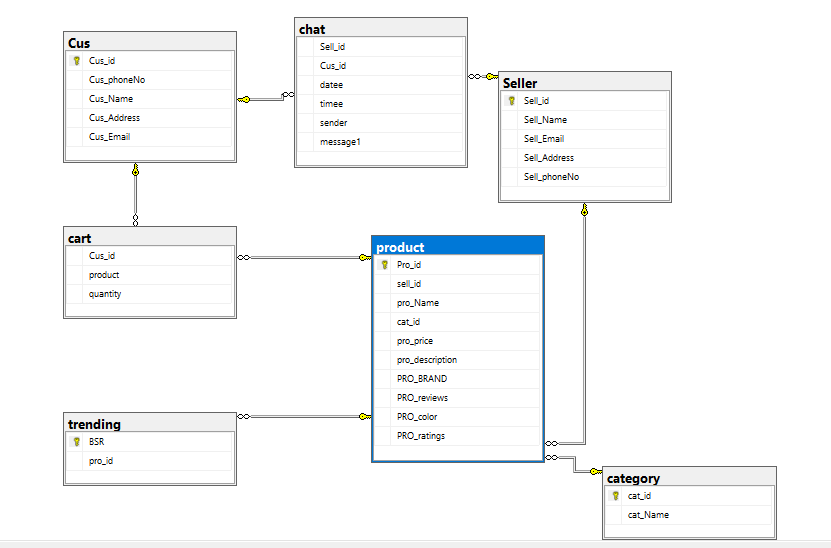 Cus
Cus_id
Cus_phoneNo
Cus_Name
Cus_Address
Cus_Email
chat
Sell_id
Cus_id
datee
timee
sender
message1
Seller
Sell_id
Sell_Name
Sell_Email
Sell_Address
Sell_phoneNo
cart
Cus_id
product
quantity
product
Pro_id
sell_id
pro_Name
cat_id
pro_price
pro_description
PRO_BRAND
PRO_reviews
PRO_color
PRO_ratings
trending
BSR
pro_id
category
cat_id
cat_Name